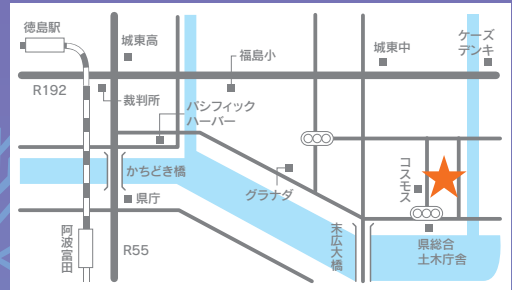 徳島駅
城東高
福島小
城東中
ケーズ
デンキ
R192
裁判所
パシフィック
ハーバー
かちどき橋
県庁
グラナダ
コスモス
阿波富田
R55
末広大橋
県総合
土木庁舎